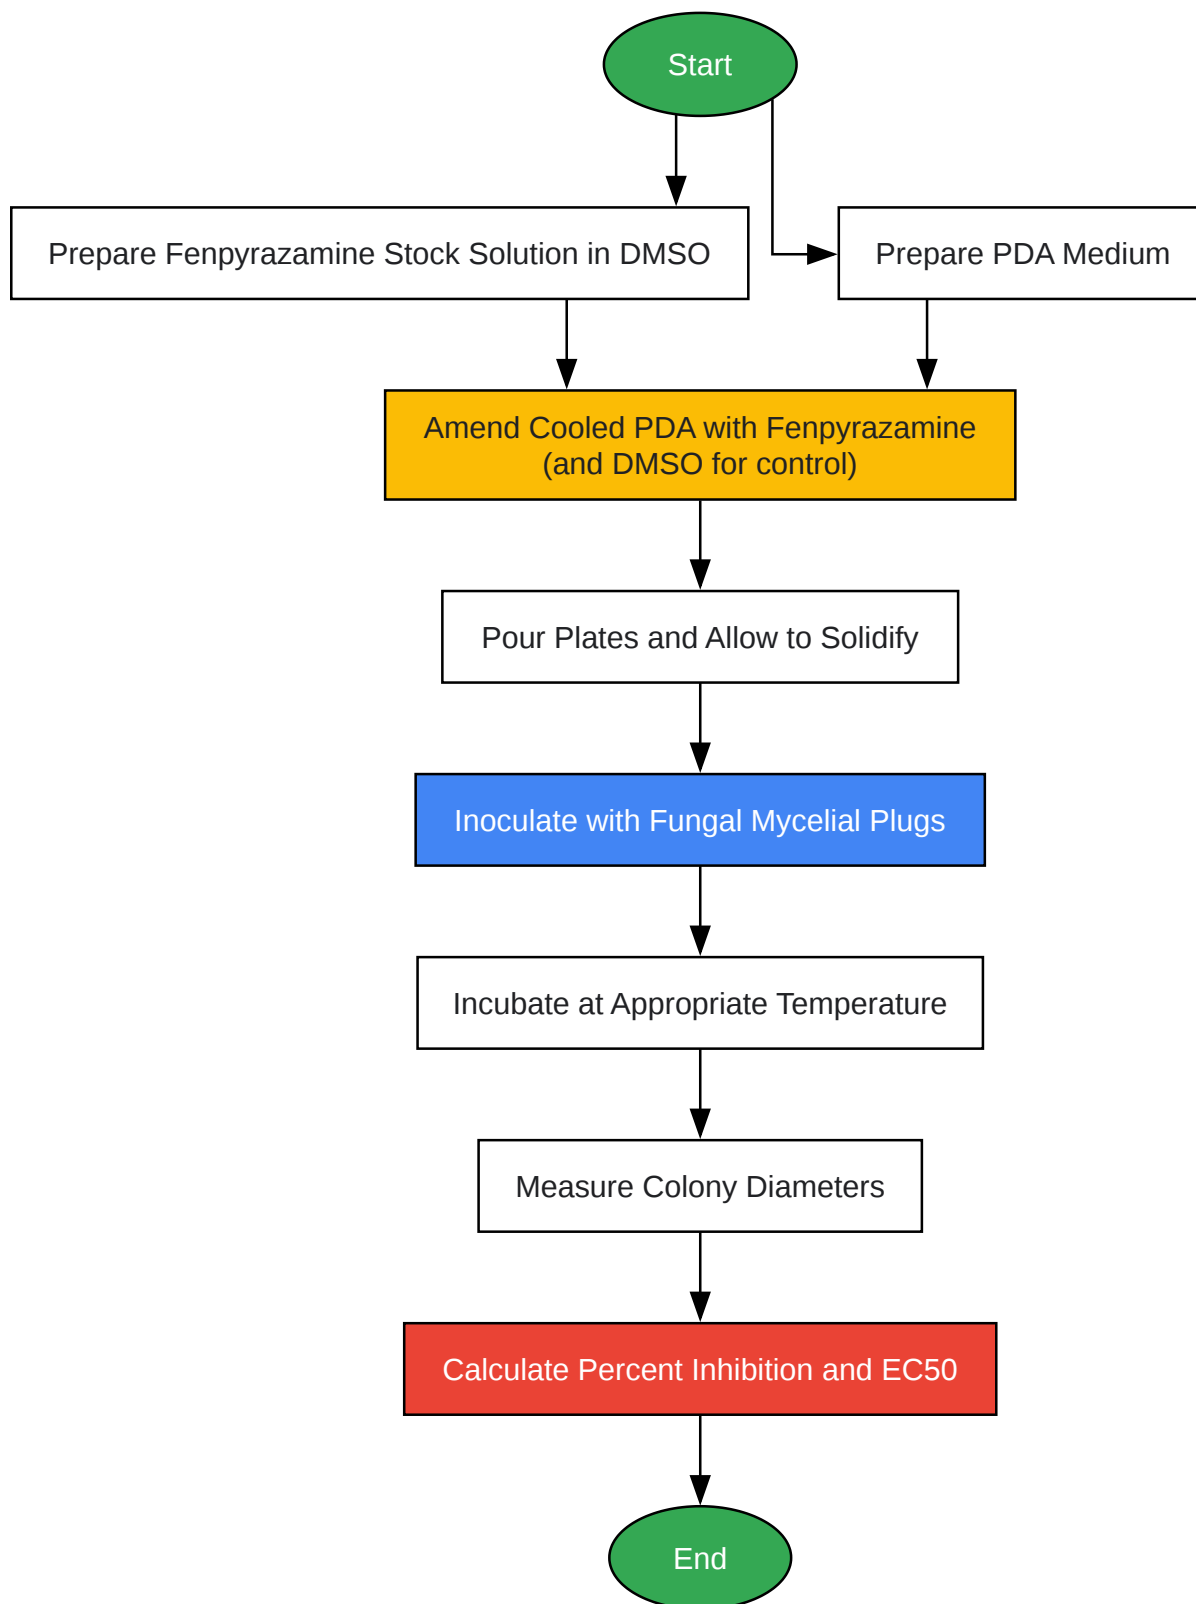 Start
Prepare Fenpyrazamine Stock Solution in DMSO
Prepare PDA Medium
Amend Cooled PDA with Fenpyrazamine
(and DMSO for control)
Pour Plates and Allow to Solidify
Inoculate with Fungal Mycelial Plugs
Incubate at Appropriate Temperature
Measure Colony Diameters
Calculate Percent Inhibition and EC50
End